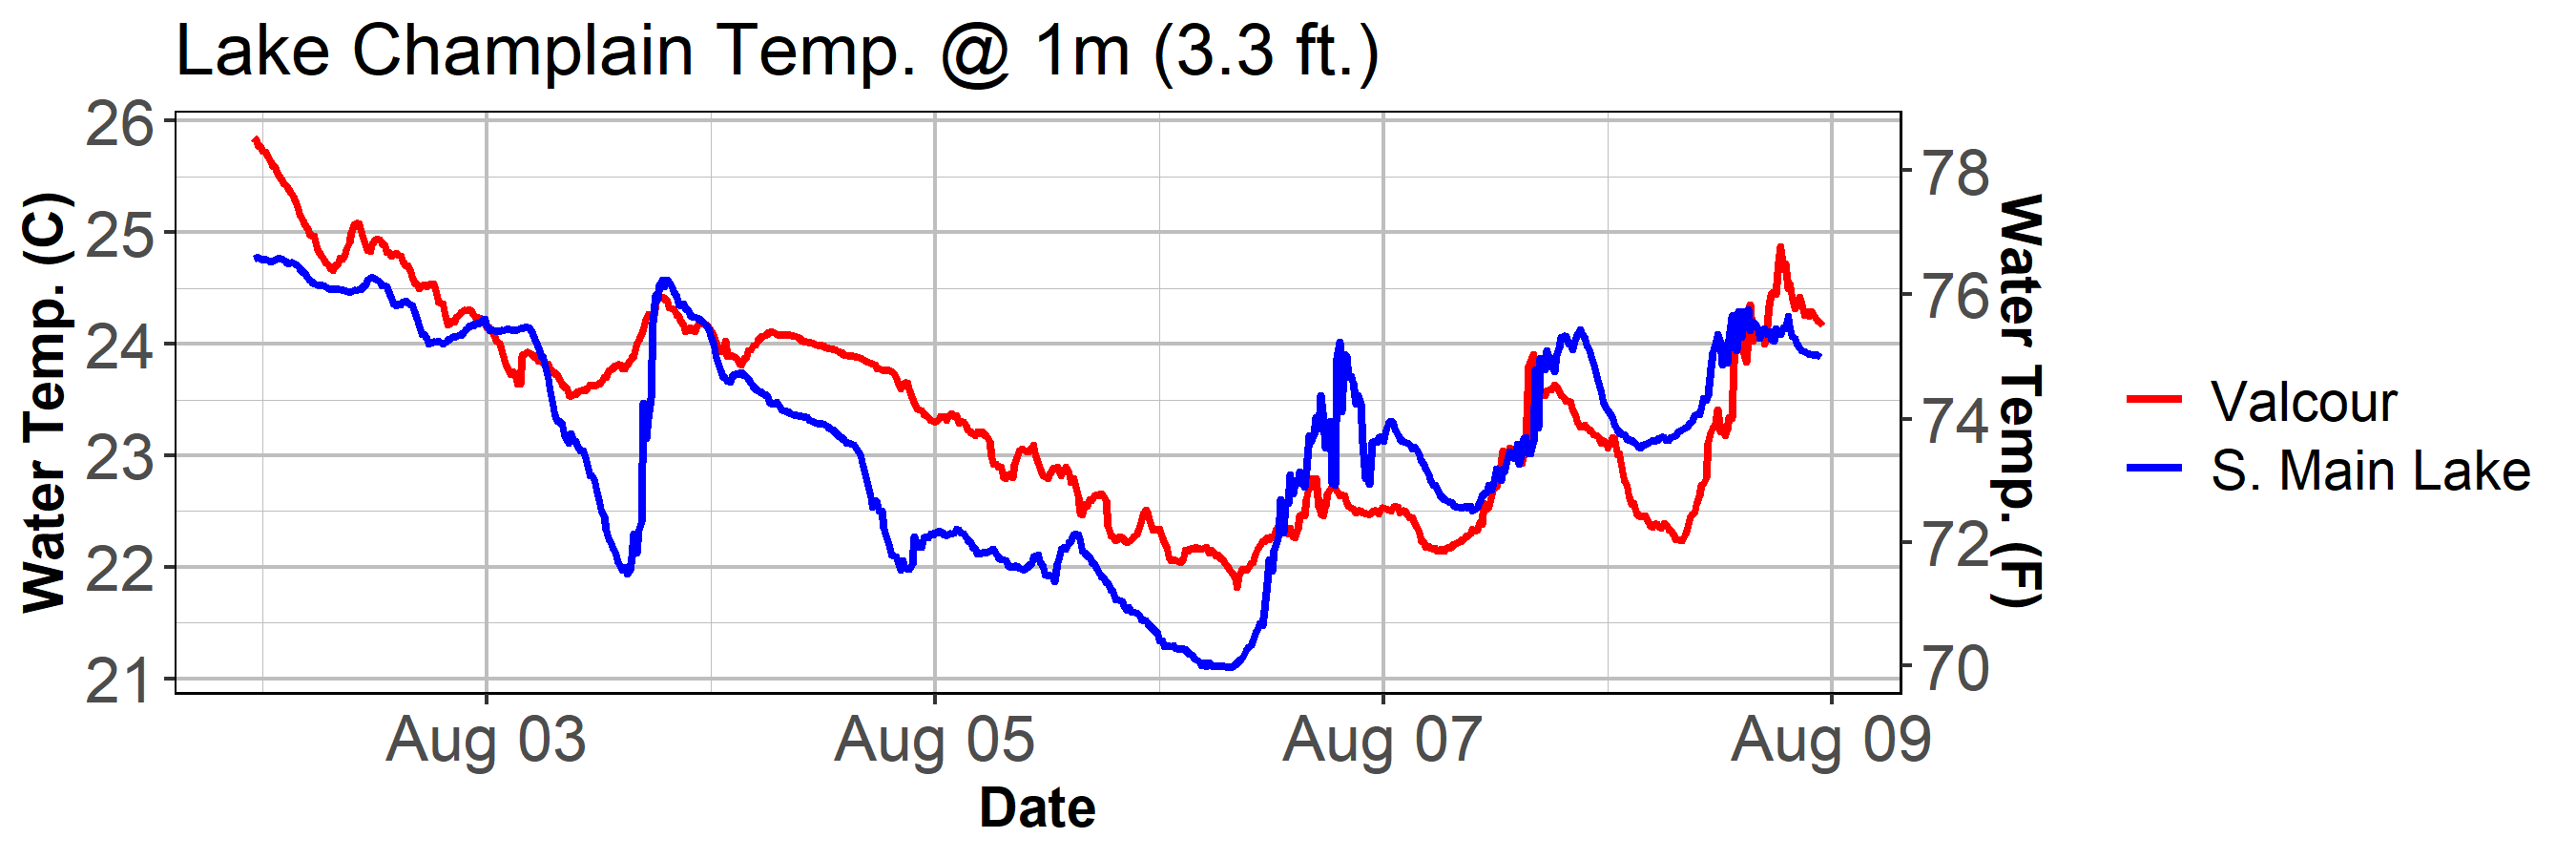 Lake Champlain Temp. @ 1m (3.3 ft.)
Water Temp. (C)
26
25
24
23
22
21
78
76
74
72
70
Water Temp. (F)
Aug 03
Aug 05
Aug 07
Aug 09
Date
Valcour
S. Main Lake